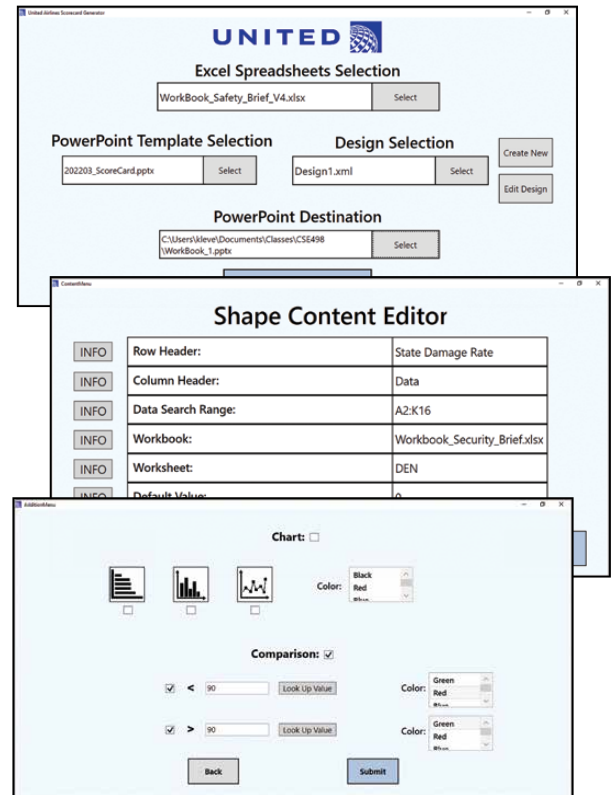 United Airlines Scorecard Generator
UNITED
Excel Spreadsheets Selection
WorkBook_Safety_Brief_V4.xlsx
Select
PowerPoint Template Selection
Design Selection
Create New
202203_ScoreCard.pptx
Select
Design1.xml
Select
Edit Design
PowerPoint Destination
C:\Users\kleve\Documents\Classes\CSE498
\WorkBook_1.pptx
Select
ContentMenu
Shape Content Editor
INFO Row Header: State Damage Rate
INFO Column Header: Data
INFO Data Search Range: A2:K16
INFO Workbook: Workbook_Security_Brief.xlsx
INFO Worksheet: DEN
INFO Default Value: 0
AdditionMenu
Chart:
Color:
Black
Red
Blue
Comparison:
< 90 Look Up Value Color:
Green
Red
Blue
> 90 Look Up Value Color:
Green
Red
Blue
Back
Submit